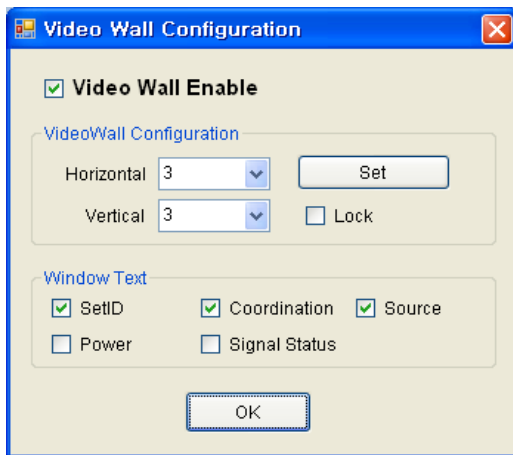 Video Wall Configuration
Video Wall Enable
VideoWall Configuration
Horizontal 3 Set
Vertical 3 Lock
Window Text
SetID Coordination Source
Power Signal Status
OK